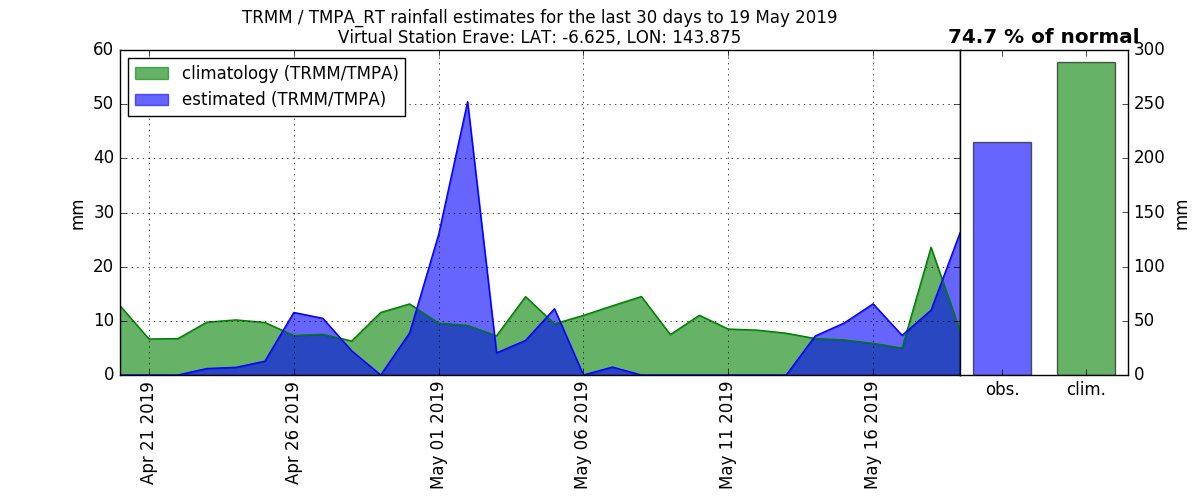 TRMM / TMPA_RT rainfall estimates for the last 30 days to 19 May 2019
Virtual Station Erave: LAT: -6.625, LON: 143.875
74.7 % of normal
climatology (TRMM/TMPA)
estimated (TRMM/TMPA)
60
50
40
30
20
10
0
mm
Apr 21 2019
Apr 26 2019
May 01 2019
May 06 2019
May 11 2019
May 16 2019
obs.
clim.
300
250
200
150
100
50
0
mm